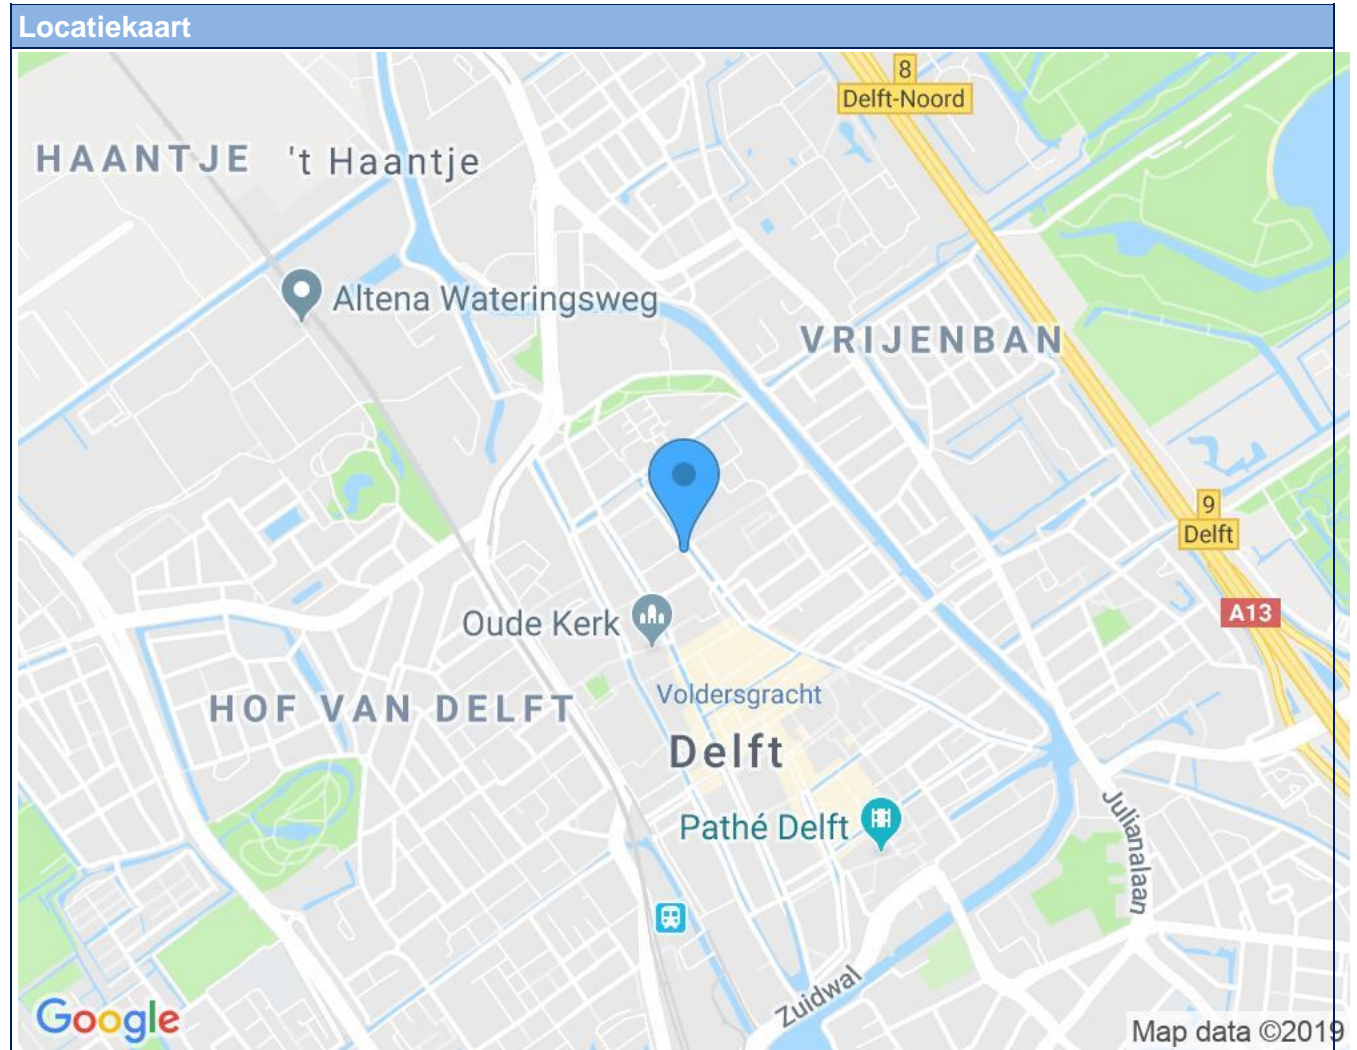 Locatiekaart
8
Delft-Noord
HAANTJE 't Haantje
Altena Wateringsweg
VRIJENBAN
9
Delft
A13
Oude Kerk
Voldersgracht
HOF VAN DELFT
Delft
Pathé Delft
Julianalaan
Zuidwal
Google
Map data ©2019